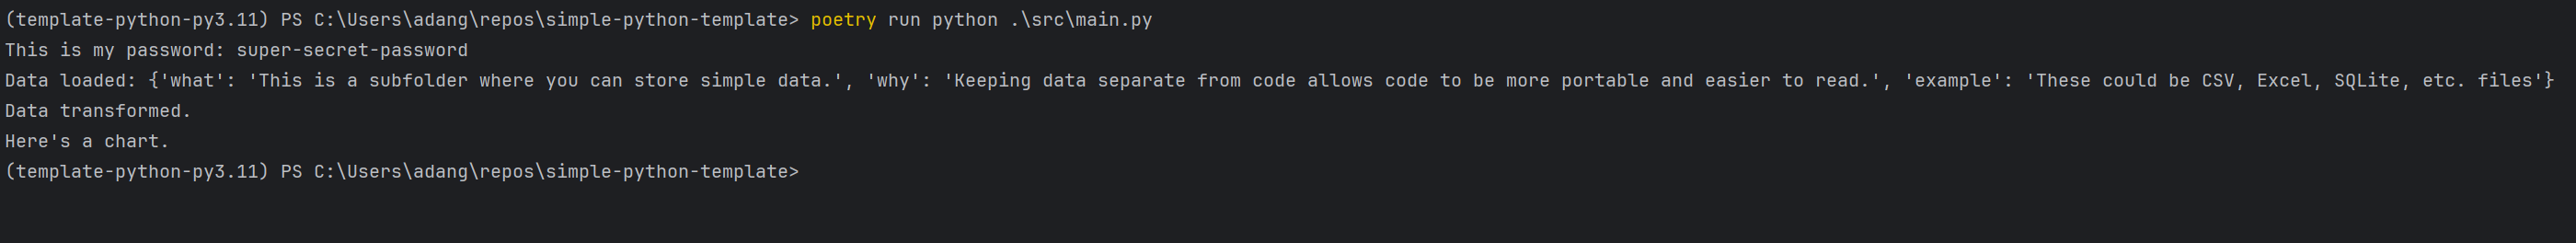 (template-python-py3.11) PS C:\Users\adang\repos\simple-python-template> poetry run python .\src\main.py
This is my password: super-secret-password
Data loaded: {'what': 'This is a subfolder where you can store simple data.', 'why': 'Keeping data separate from code allows code to be more portable and easier to read.', 'example': 'These could be CSV, Excel, SQLite, etc. files'}
Data transformed.
Here's a chart.
(template-python-py3.11) PS C:\Users\adang\repos\simple-python-template>